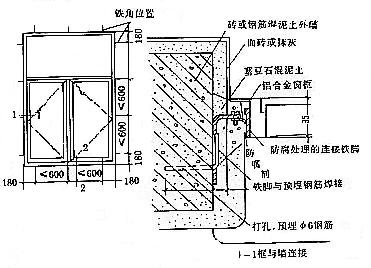 铁角位置
砖或钢筋混泥土外墙
面砖或抹灰
豆石混泥土
铝合金窗框
180
≤600
≤600
180
1
1
2
35
防腐处理的连接铁脚
防
腐
剂
铁脚与预埋钢筋焊接
打孔,预埋φ6钢筋
≤600
≤600
180
2
180
1-1框与墙连接